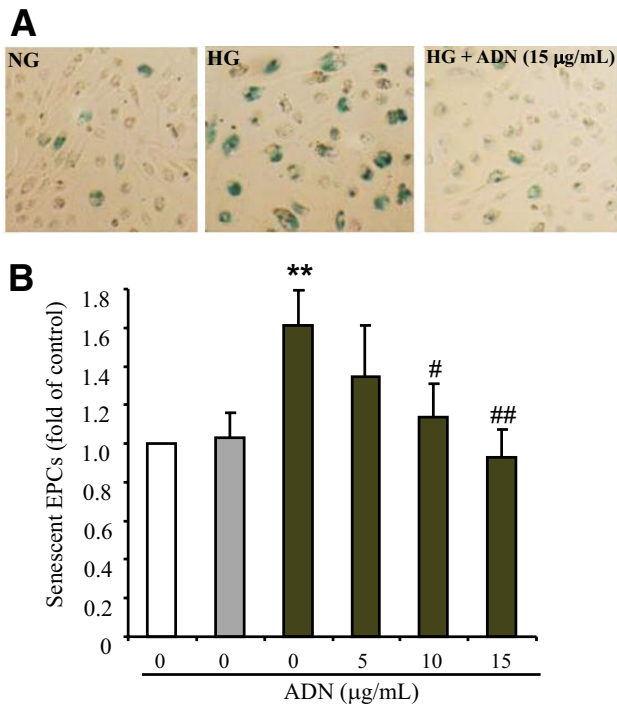 A
NG HG HG + ADN (15 µg/mL)
B
Senescent EPCs (fold of control)
1.8
1.6
1.4
1.2
1.0
0.8
0.6
0.4
0.2
0
**
#
##
0 0 0 5 10 15
ADN (µg/mL)